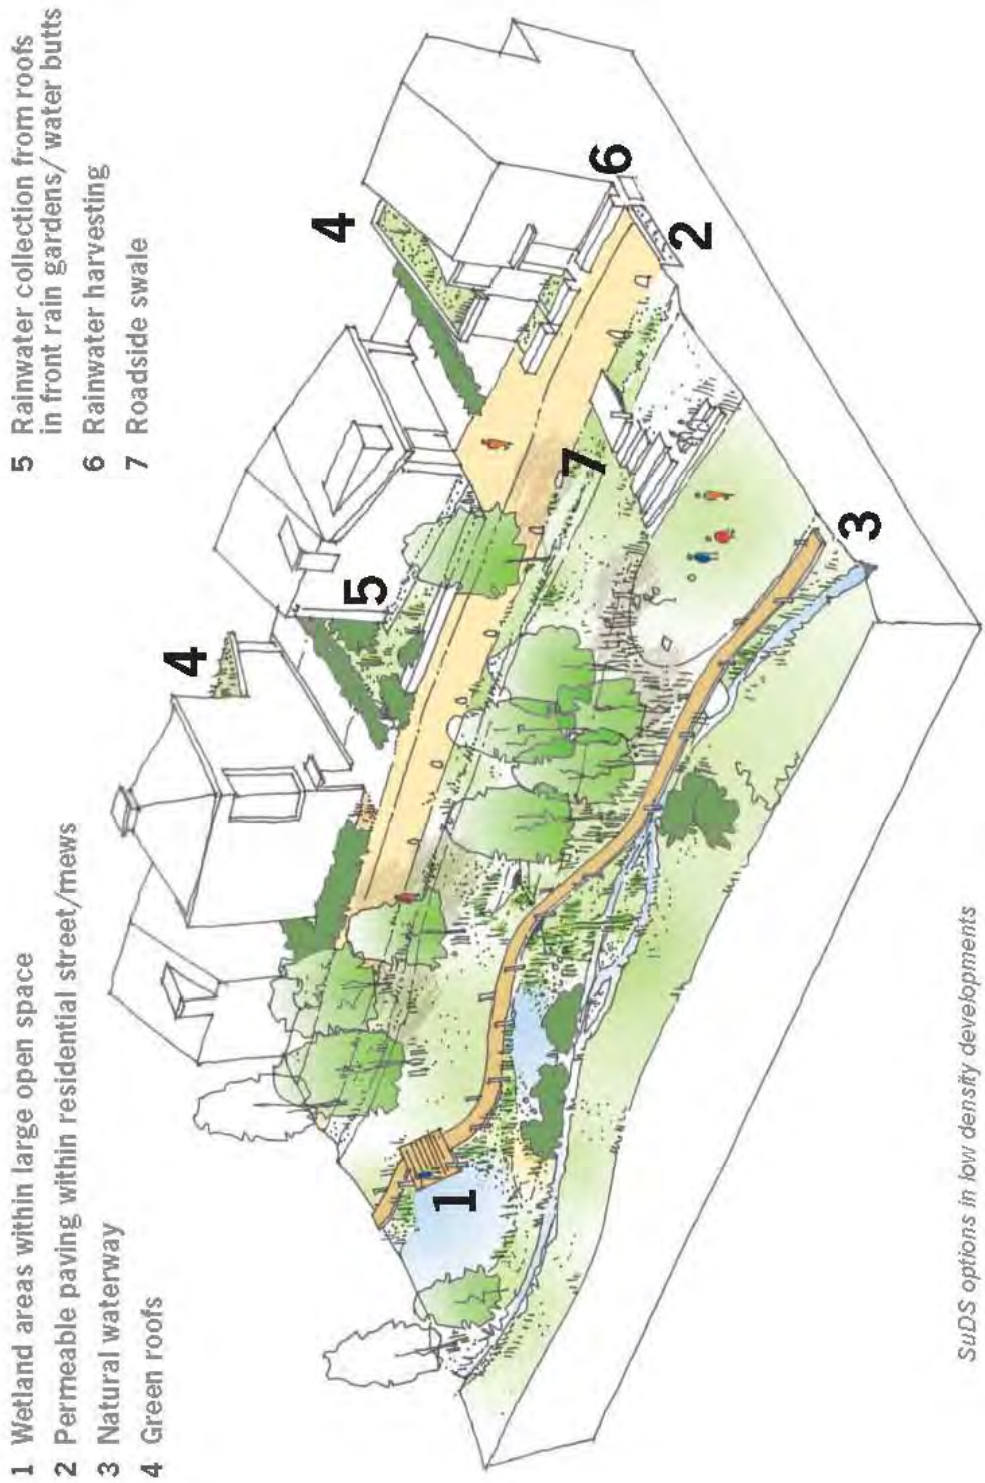 1 Wetland areas within large open space
2 Permeable paving within residential street/mews
3 Natural waterway
4 Green roofs
5 Rainwater collection from roofs
in front rain gardens/ water butts
6 Rainwater harvesting
7 Roadside swale
4
4
5
6
2
7
3
1
SuDS options in low density developments